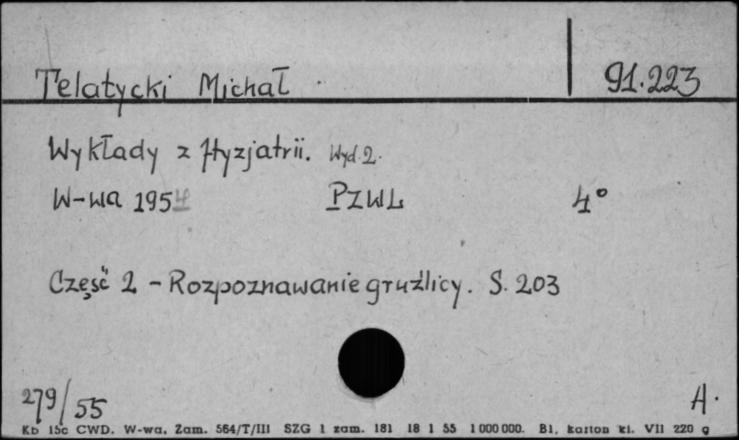 Telatycki Michał 91.223
Wykłady z ftyzjatrii. Wyd. 2.
W-wa 1954 PZWL 4°
Część 2 - Rozpoznawanie gruźlicy. S. 203
279/55 A.
Kb 15c CWD. W-wa. Zam. 564/T/III SZG 1 zam. 181 18 1 55 1 000 000. Bl. karton kl. VII 220 g